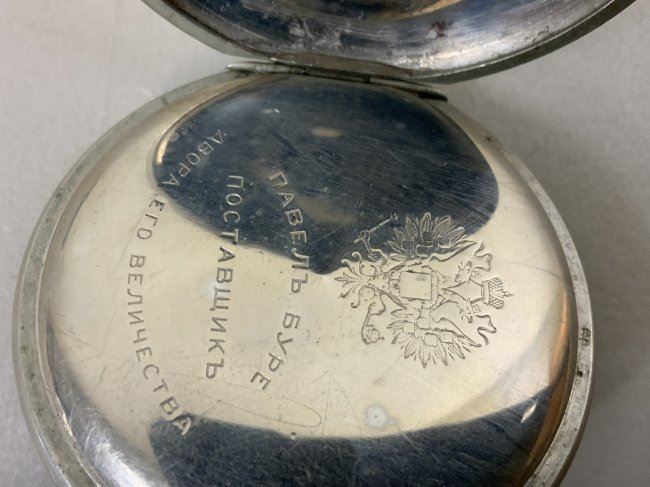 ПАВЕЛЪ БУРЕ
ПОСТАВЩИКЪ
ДВОРА ЕГО ВЕЛИЧЕСТВА